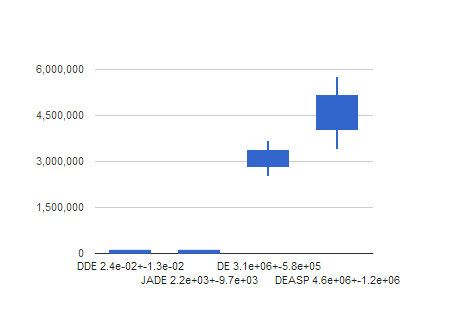 6,000,000
4,500,000
3,000,000
1,500,000
0
DDE 2.4e-02+-1.3e-02
DE 3.1e+06+-5.8e+05
JADE 2.2e+03+-9.7e+03
DEASP 4.6e+06+-1.2e+06